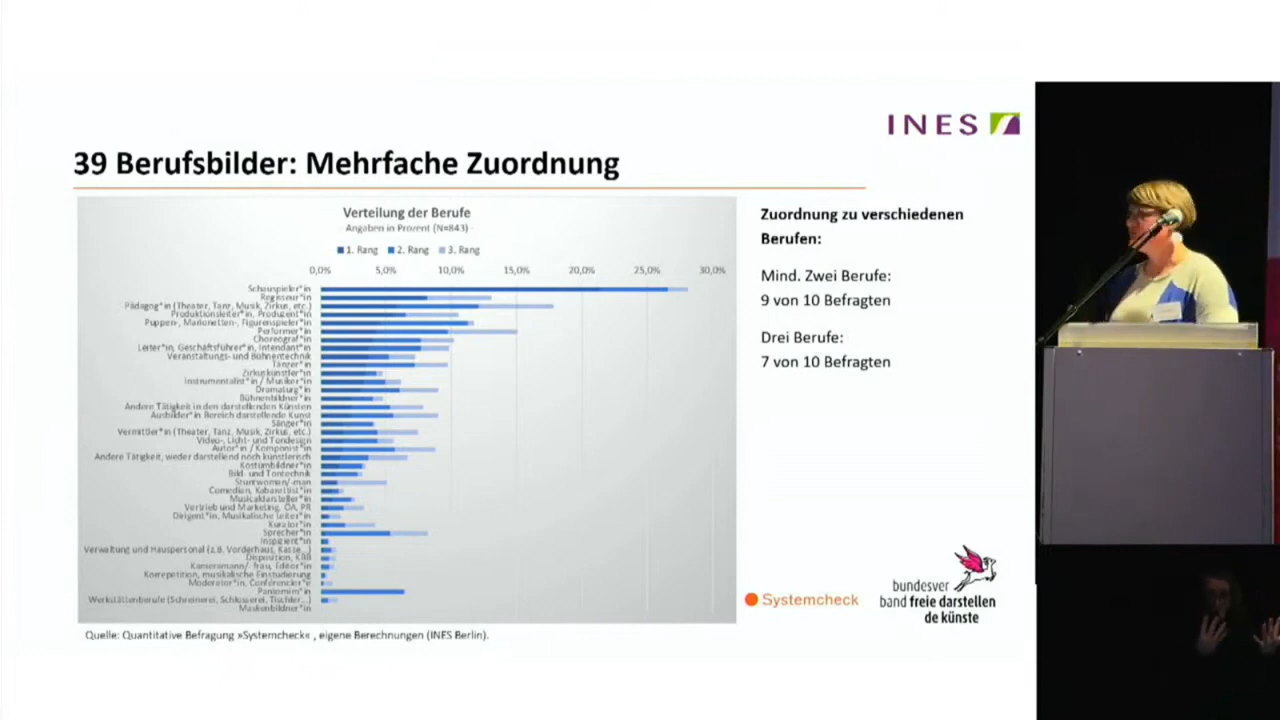 INES
39 Berufsbilder: Mehrfache Zuordnung
Verteilung der Berufe
Angaben in Prozent (N=843)
1. Rang 2. Rang 3. Rang
0,0% 5,0% 10,0% 15,0% 20,0% 25,0% 30,0%
Schauspieler*in
Regisseur*in
Pädagog*in (Theater, Tanz, Musik, Zirkus, etc.)
Produktionsleiter*in, Produzent*in
Puppen-, Marionetten-, Figurenspieler*in
Performer*in
Choreograf*in
Leiter*in, Geschäftsführer*in, Intendant*in
Veranstaltungs- und Bühnentechnik
Tänzer*in
Zirkuskünstler*in
Instrumentalist*in / Musiker*in
Dramaturg*in
Bühnenbildner*in
Andere Tätigkeit in den darstellenden Künsten
Ausbilder*in Bereich darstellende Kunst
Sänger*in
Vermittler*in (Theater, Tanz, Musik, Zirkus, etc.)
Video-, Licht- und Tondesign
Autor*in / Komponist*in
Andere Tätigkeit, weder darstellend noch künstlerisch
Kostümbildner*in
Bild- und Tontechnik
Stuntwoman/-man
Comedian, Kabarettist*in
Musicaldarsteller*in
Vertrieb und Marketing, ÖA, PR
Dirigent*in, Musikalische Leiter*in
Kurator*in
Sprecher*in
Inspizient*in
Verwaltung und Hauspersonal (z.B. Vorderhaus, Kasse...)
Disposition, KBB
Kameramann/-frau, Editor*in
Korrepetition, musikalische Einstudierung
Moderator*in, Conférencier*e
Pantomim*in
Werkstättenberufe (Schreinerei, Schlosserei, Tischler...)
Maskenbildner*in
Quelle: Quantitative Befragung »Systemcheck« , eigene Berechnungen (INES Berlin).
Zuordnung zu verschiedenen
Berufen:
Mind. Zwei Berufe:
9 von 10 Befragten
Drei Berufe:
7 von 10 Befragten
Systemcheck
bundesver
band freie darstellen
de künste